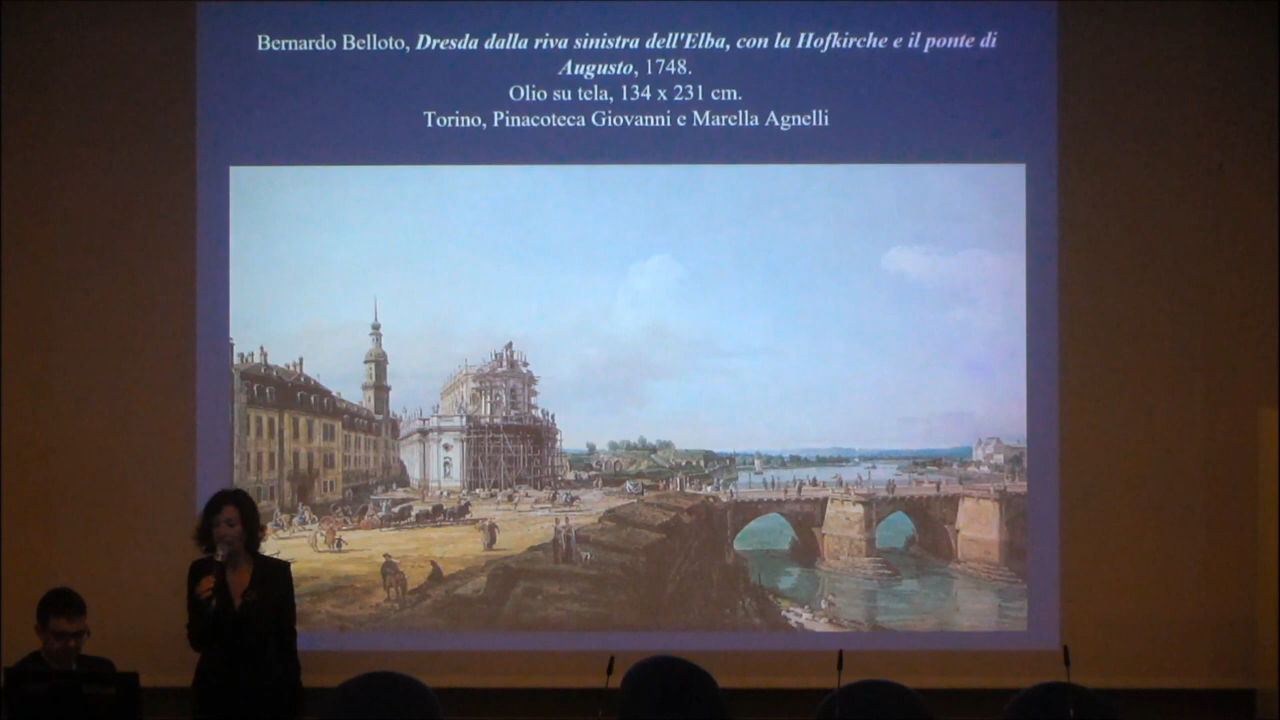 Bernardo Belloto, Dresda dalla riva sinistra dell'Elba, con la Hofkirche e il ponte di
Augusto, 1748.
Olio su tela, 134 x 231 cm.
Torino, Pinacoteca Giovanni e Marella Agnelli